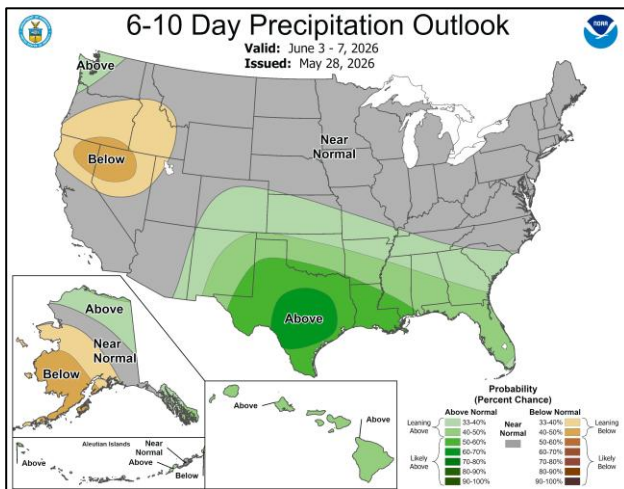 6-10 Day Precipitation Outlook
Valid: June 3 - 7, 2026
Issued: May 28, 2026
NOAA
Above
Below
Near
Normal
Above
Above
Near
Normal
Below
Aleutian Islands
Above
Near
Normal
Above
Below
Above
Above
Probability
(Percent Chance)
Above Normal
Below Normal
Leaning
Above
33-40%
40-50%
50-60%
Likely
Above
60-70%
70-80%
80-90%
90-100%
Near
Normal
33-40%
40-50%
50-60%
60-70%
70-80%
80-90%
90-100%
Leaning
Below
Likely
Below